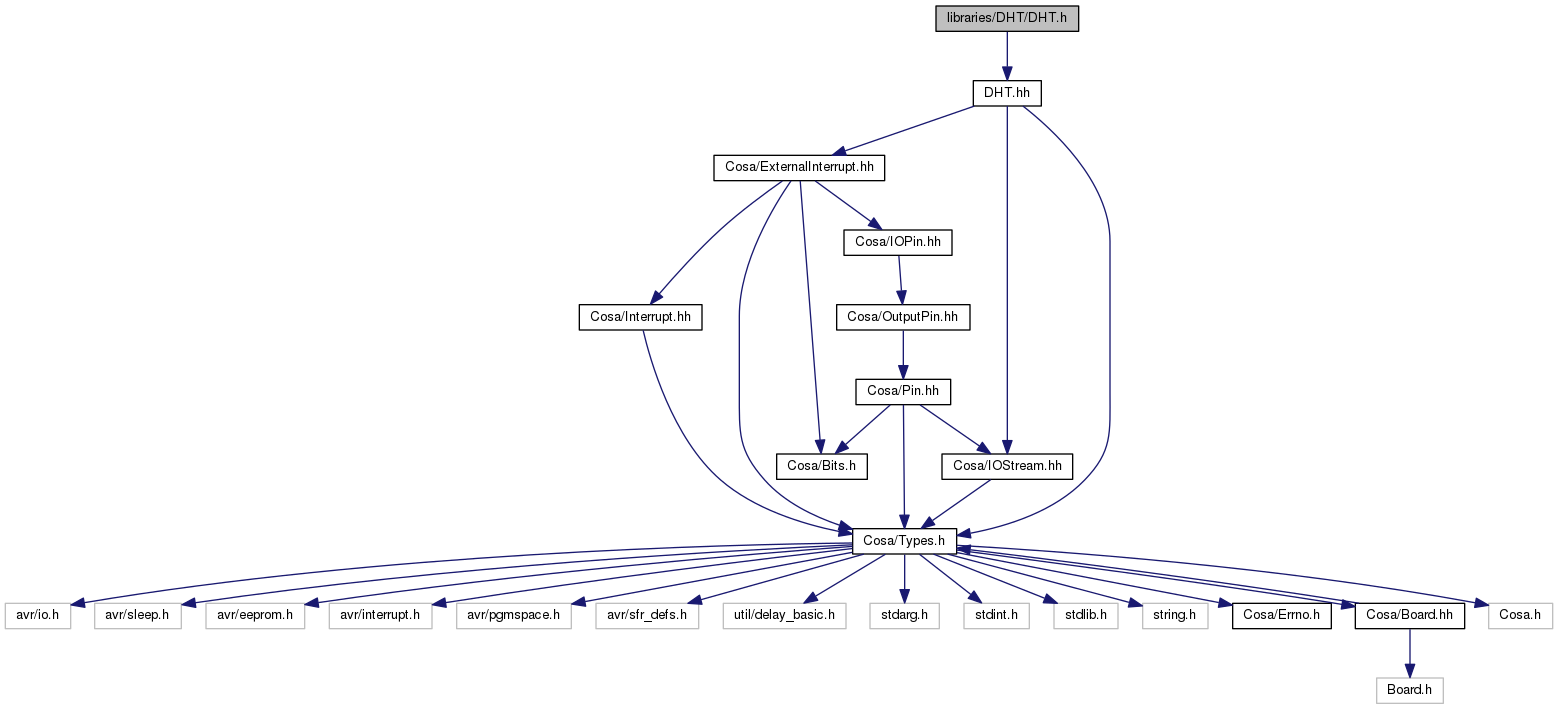 libraries/DHT/DHT.h
DHT.hh
Cosa/ExternalInterrupt.hh
Cosa/IOPin.hh
Cosa/Interrupt.hh
Cosa/OutputPin.hh
Cosa/Pin.hh
Cosa/Bits.h
Cosa/IOStream.hh
Cosa/Types.h
avr/io.h
avr/sleep.h
avr/eeprom.h
avr/interrupt.h
avr/pgmspace.h
avr/sfr_defs.h
util/delay_basic.h
stdarg.h
stdint.h
stdlib.h
string.h
Cosa/Errno.h
Cosa/Board.hh
Cosa.h
Board.h